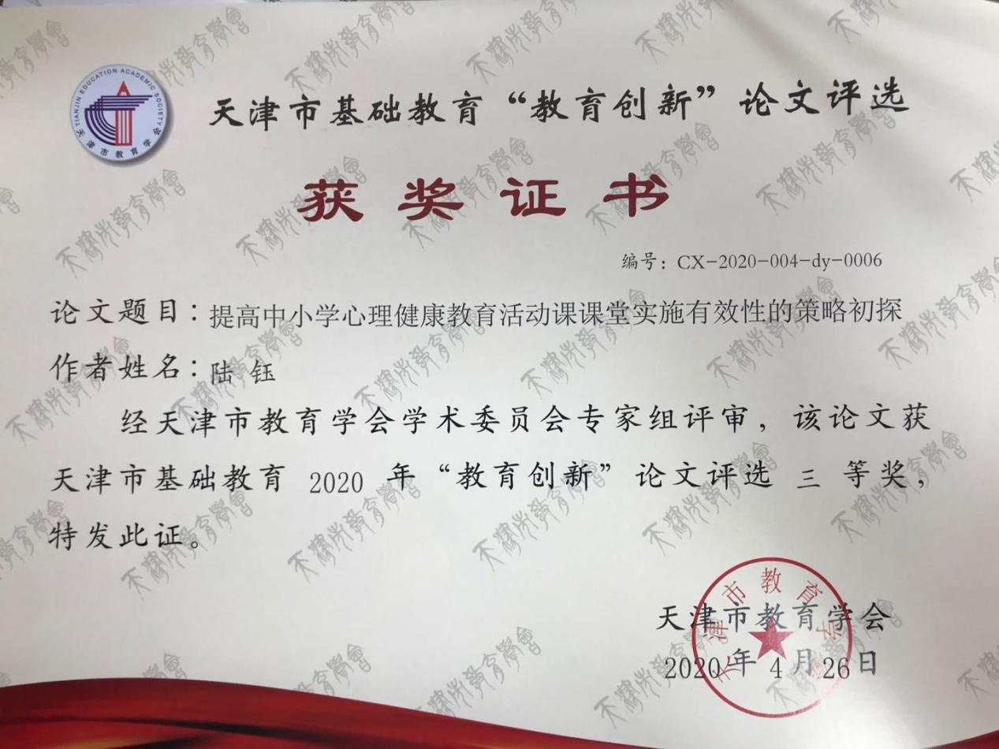 TIANJIN EDUCATION ACADEMIC SOCIETY
天津市教育学会
天津市基础教育“教育创新”论文评选
获奖证书
编号：CX-2020-004-dy-0006
论文题目：提高中小学心理健康教育活动课课堂实施有效性的策略初探
作者姓名：陆 钰
经天津市教育学会学术委员会专家组评审，该论文获
天津市基础教育 2020 年“教育创新”论文评选 三 等奖，
特发此证。
天津市教育学会
2020年 4 月 26日
天津市教育学